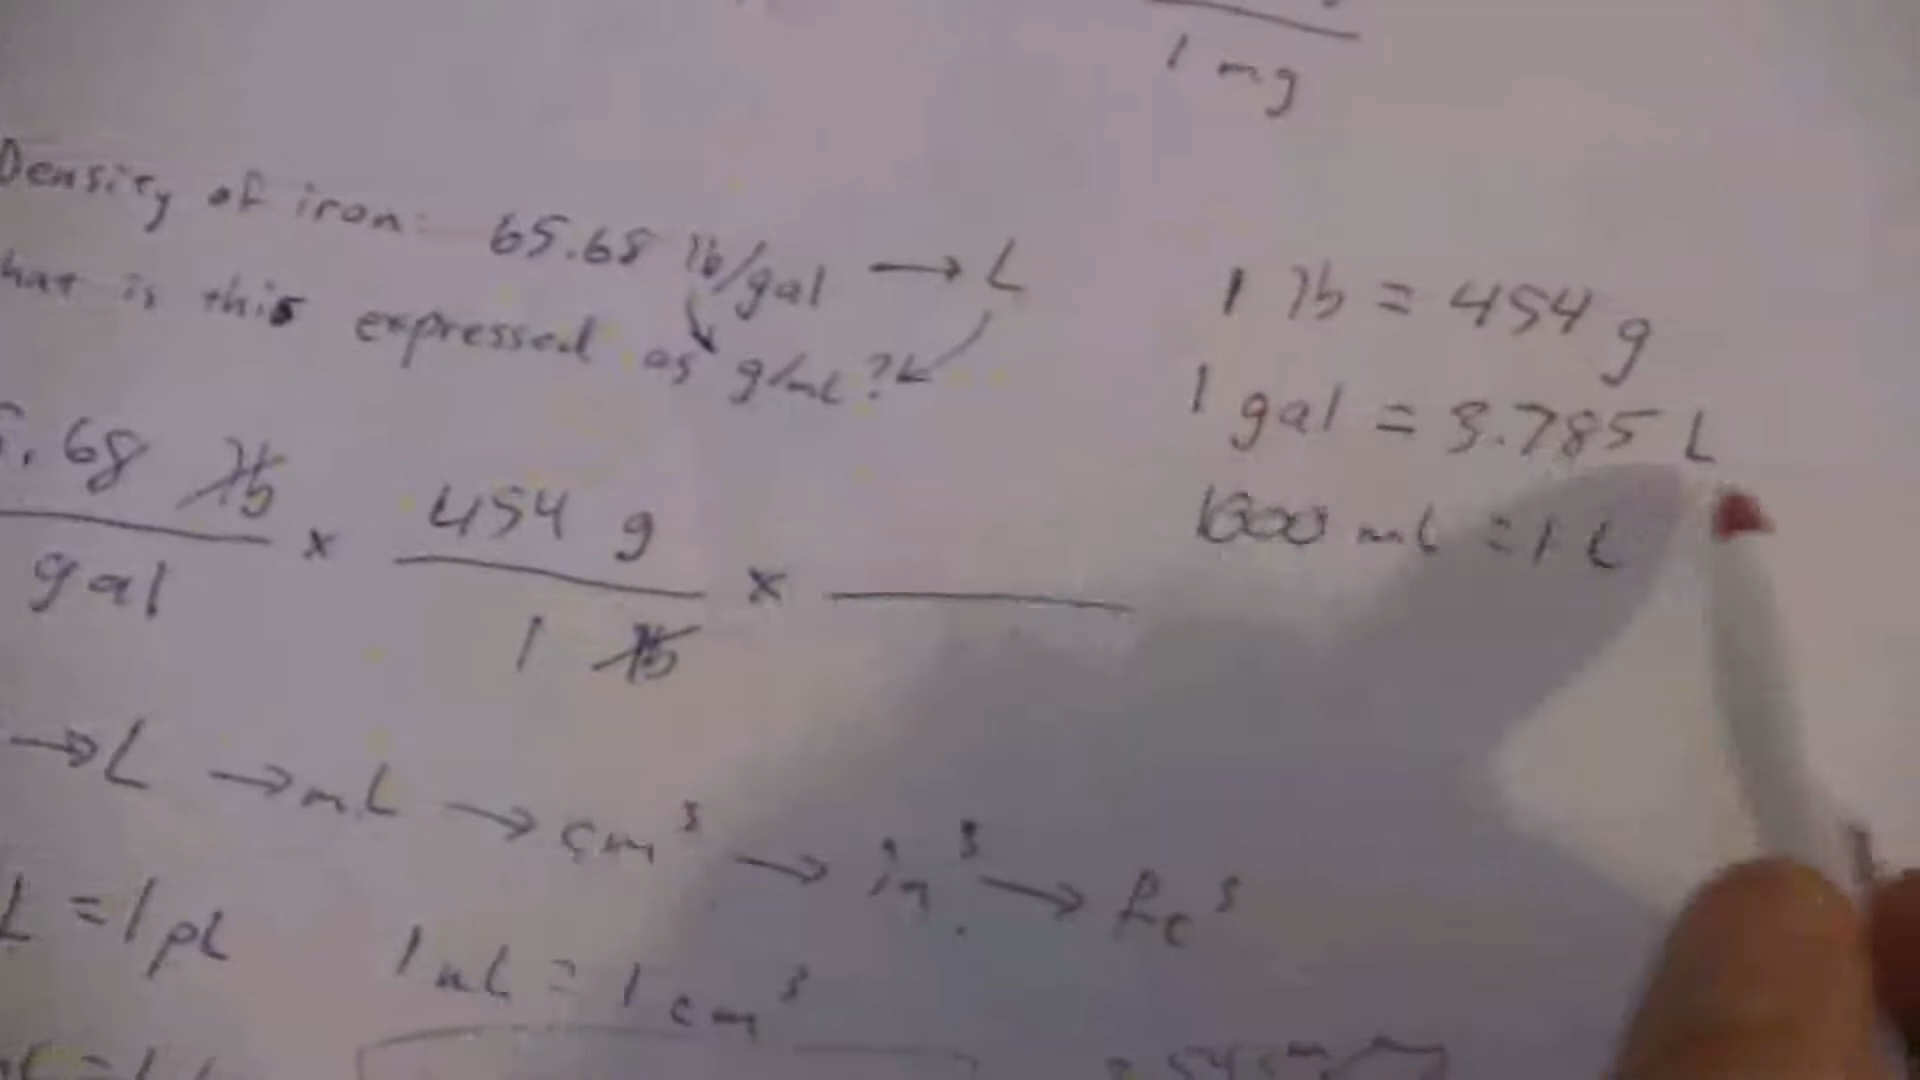 1 mg
Density of iron: 65.68 lb/gal → L
hat is this expressed as g/mL?
1 lb = 454 g
1 gal = 3.785 L
1000 mL = 1 L
.68 lb
gal
x
454 g
1 lb
x
→ L → mL → cm³ → in.³ → ft³
L = 1 pL
1 mL = 1 cm³